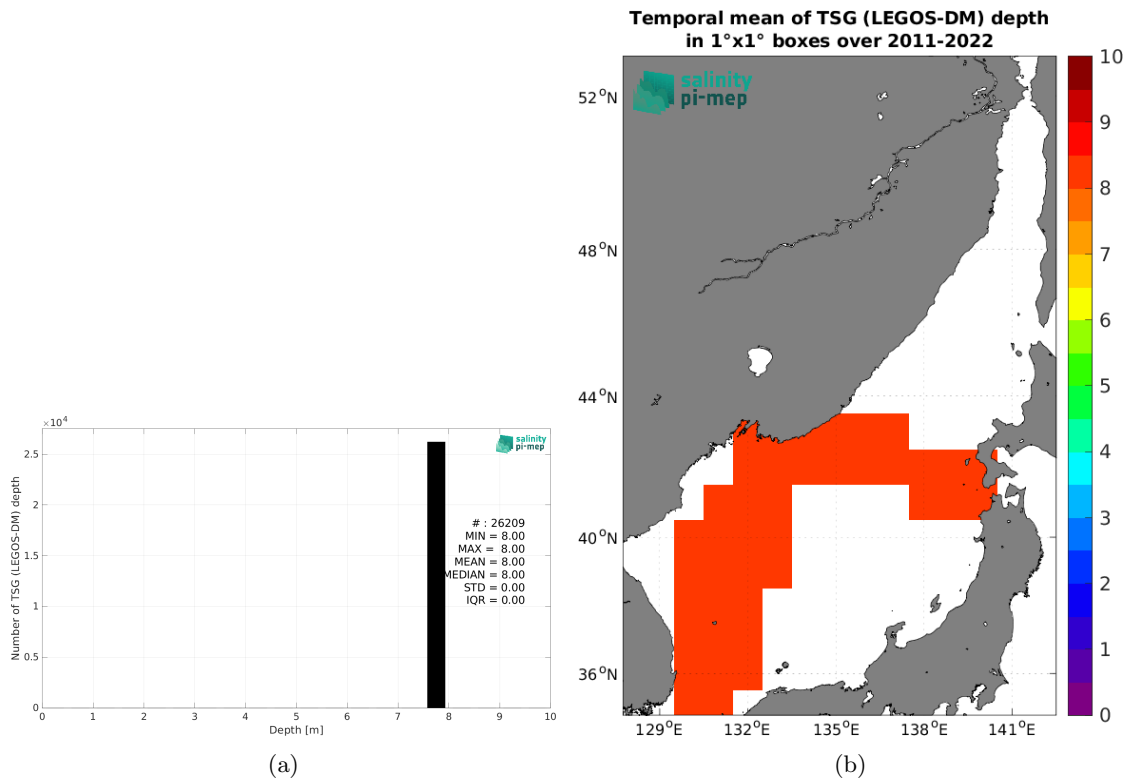 ×10⁴
2.5
2
1.5
1
0.5
0
0 1 2 3 4 5 6 7 8 9 10
Number of TSG (LEGOS-DM) depth
Depth [m]
salinity
pi-mep
# : 26209
MIN = 8.00
MAX = 8.00
MEAN = 8.00
MEDIAN = 8.00
STD = 0.00
IQR = 0.00
(a)
Temporal mean of TSG (LEGOS-DM) depth
in 1°x1° boxes over 2011-2022
salinity
pi-mep
52°N
48°N
44°N
40°N
36°N
129°E 132°E 135°E 138°E 141°E
10
9
8
7
6
5
4
3
2
1
0
(b)